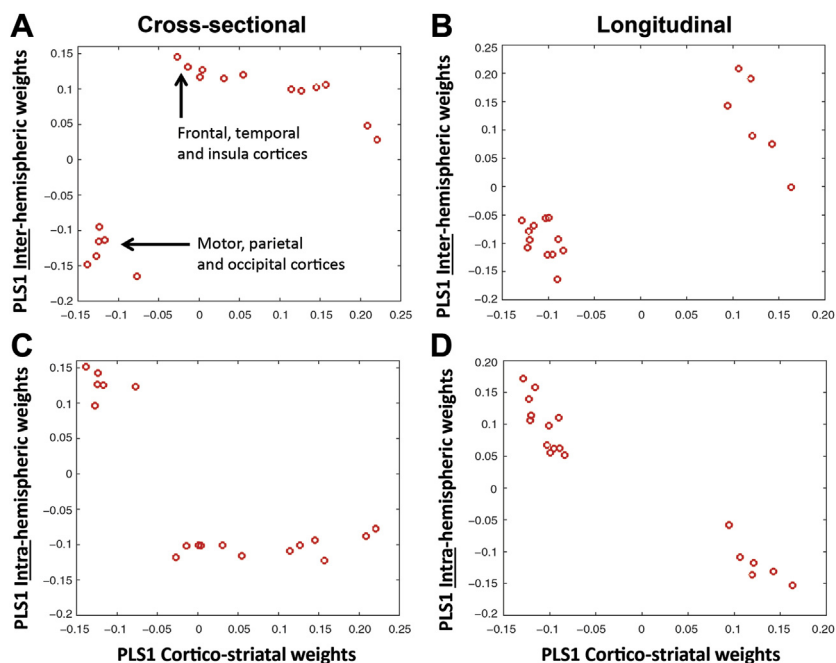 A Cross-sectional
B Longitudinal
PLS1 Inter-hemispheric weights
0.15
0.1
0.05
0
−0.05
−0.1
−0.15
−0.2
Frontal, temporal
and insula cortices
Motor, parietal
and occipital cortices
−0.15 −0.1 −0.05 0 0.05 0.1 0.15 0.20 0.25
PLS1 Inter-hemispheric weights
0.25
0.20
0.15
0.1
0.05
0
−0.05
−0.1
−0.15
−0.2
−0.15 −0.1 −0.05 0 0.05 0.1 0.15 0.20
C
PLS1 Intra-hemispheric weights
0.15
0.1
0.05
0
−0.05
−0.1
−0.15
−0.2
−0.15 −0.1 −0.05 0 0.05 0.1 0.15 0.20 0.25
PLS1 Cortico-striatal weights
D
PLS1 Intra-hemispheric weights
0.20
0.15
0.10
0.05
0
−0.05
−0.10
−0.15
−0.20
−0.15 −0.1 −0.05 0 0.05 0.1 0.15 0.20
PLS1 Cortico-striatal weights